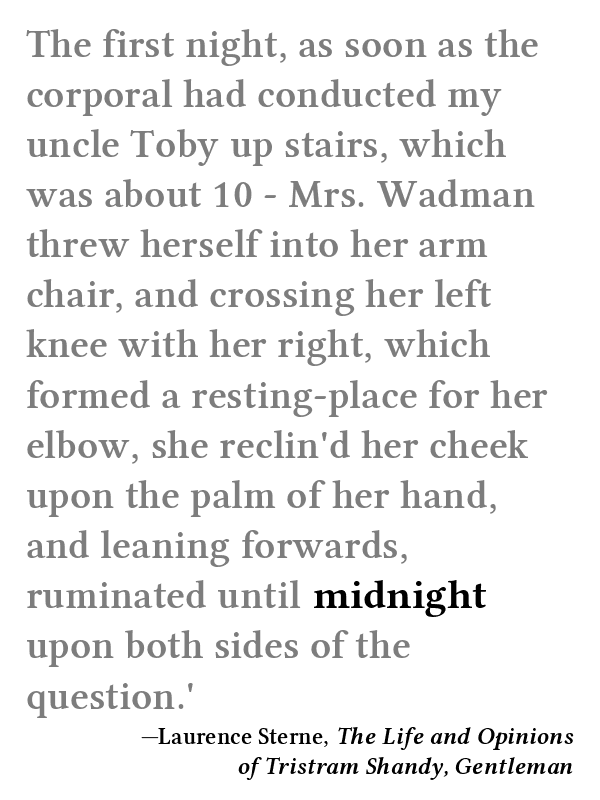 The first night, as soon as the
corporal had conducted my
uncle Toby up stairs, which
was about 10 - Mrs. Wadman
threw herself into her arm
chair, and crossing her left
knee with her right, which
formed a resting-place for her
elbow, she reclin'd her cheek
upon the palm of her hand,
and leaning forwards,
ruminated until midnight
upon both sides of the
question.'
—Laurence Sterne, The Life and Opinions
of Tristram Shandy, Gentleman